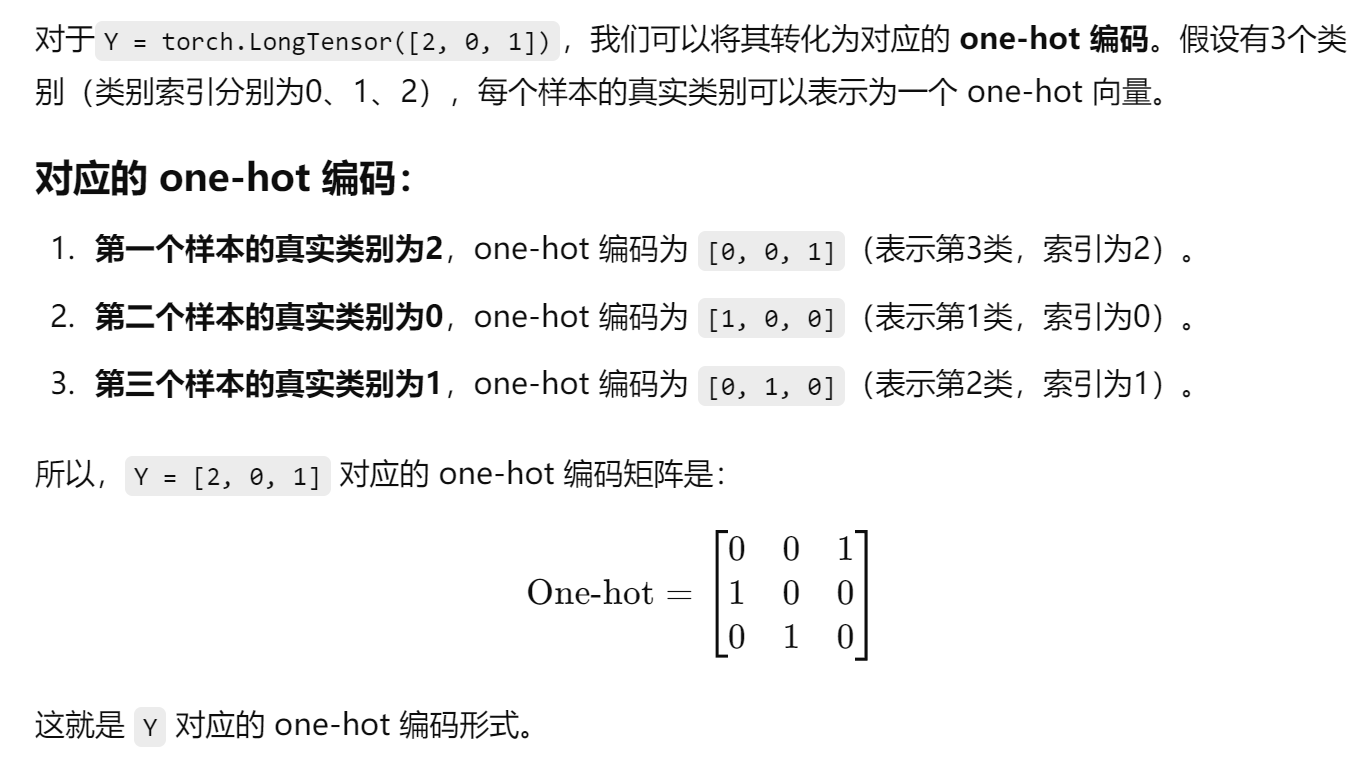 对于 Y = torch.LongTensor([2, 0, 1]) ，我们可以将其转化为对应的 one-hot 编码。假设有3个类
别（类别索引分别为0、1、2），每个样本的真实类别可以表示为一个 one-hot 向量。
对应的 one-hot 编码：
1. 第一个样本的真实类别为2，one-hot 编码为 [0, 0, 1] （表示第3类，索引为2）。
2. 第二个样本的真实类别为0，one-hot 编码为 [1, 0, 0] （表示第1类，索引为0）。
3. 第三个样本的真实类别为1，one-hot 编码为 [0, 1, 0] （表示第2类，索引为1）。
所以， Y = [2, 0, 1] 对应的 one-hot 编码矩阵是：
0 0 1
One-hot = 1 0 0
0 1 0
这就是 Y 对应的 one-hot 编码形式。